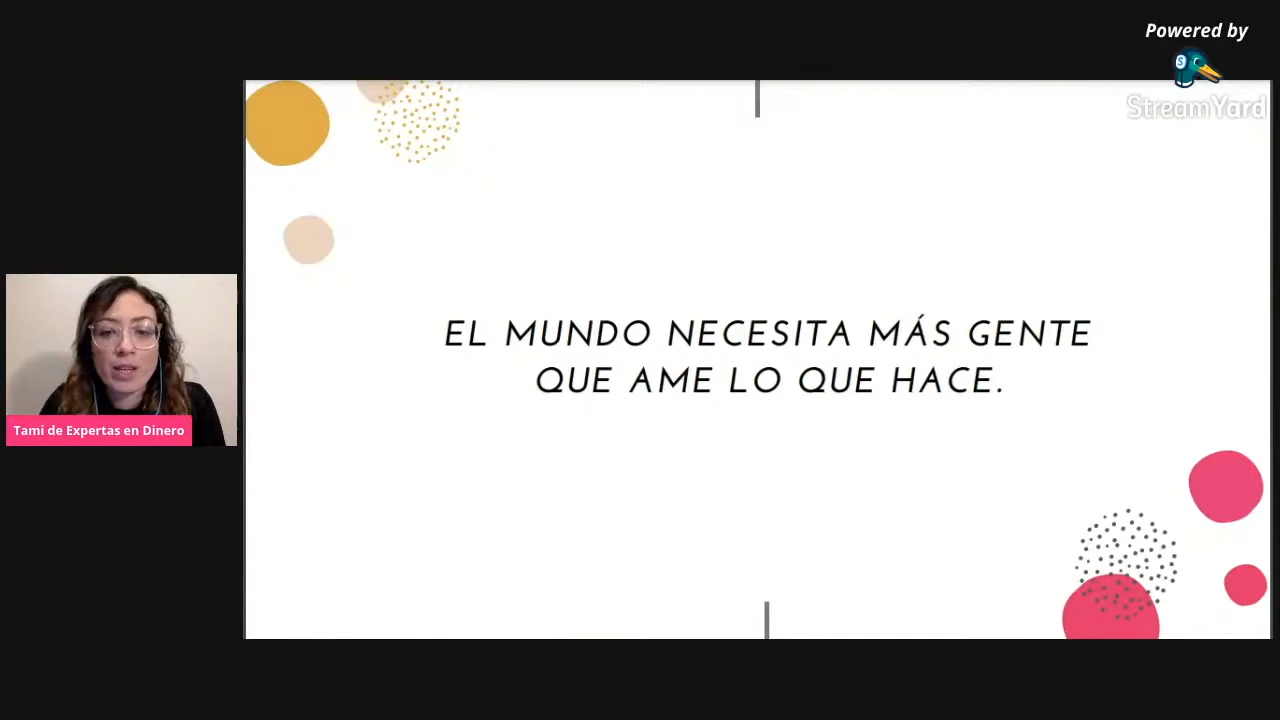 Powered by
S
StreamYard
EL MUNDO NECESITA MÁS GENTE
QUE AME LO QUE HACE.
Tami de Expertas en Dinero